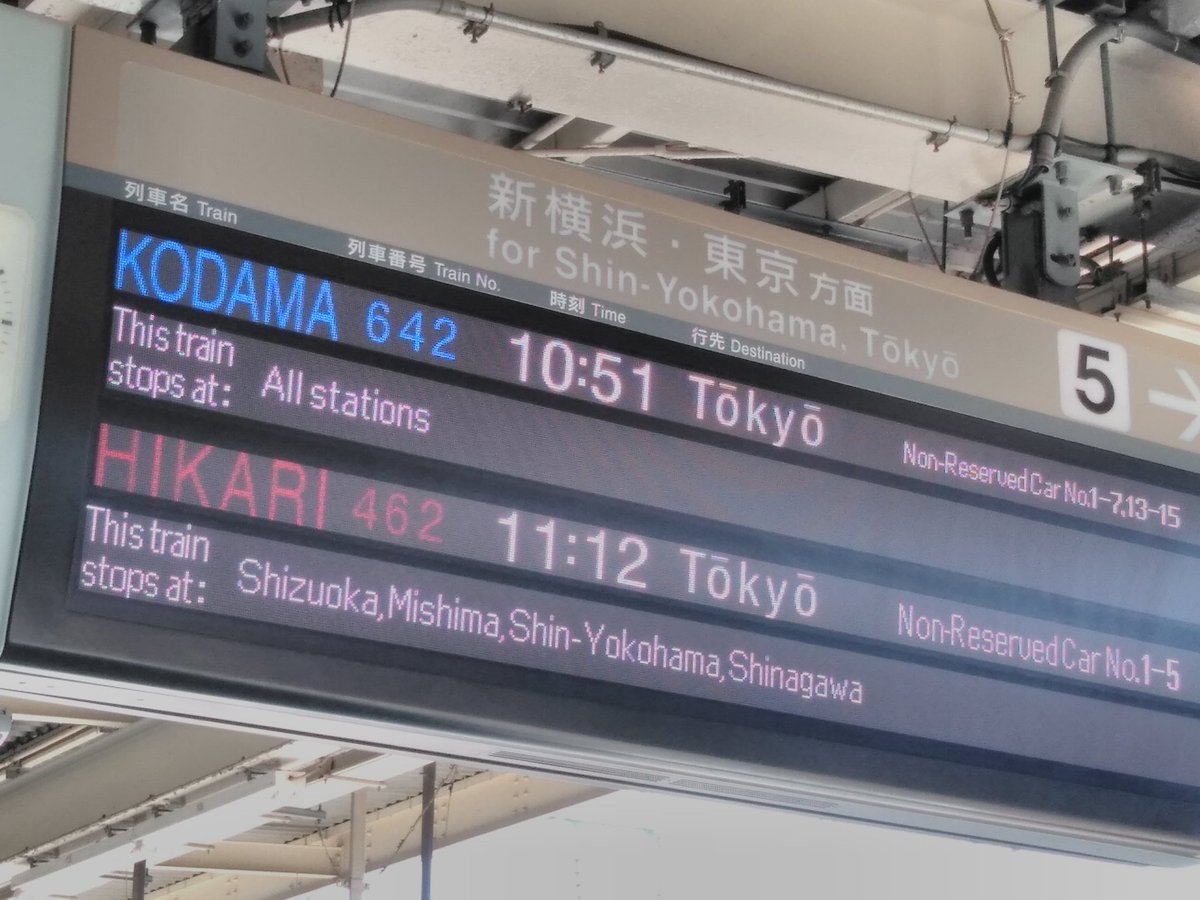 新横浜・東京方面
for Shin-Yokohama, Tōkyō
5
列車名 Train 列車番号 Train No. 時刻 Time 行先 Destination
KODAMA 642 10:51 Tōkyō Non-Reserved Car No.1-7,13-15
This train
stops at: All stations
HIKARI 462 11:12 Tōkyō Non-Reserved Car No.1-5
This train
stops at: Shizuoka,Mishima,Shin-Yokohama,Shinagawa